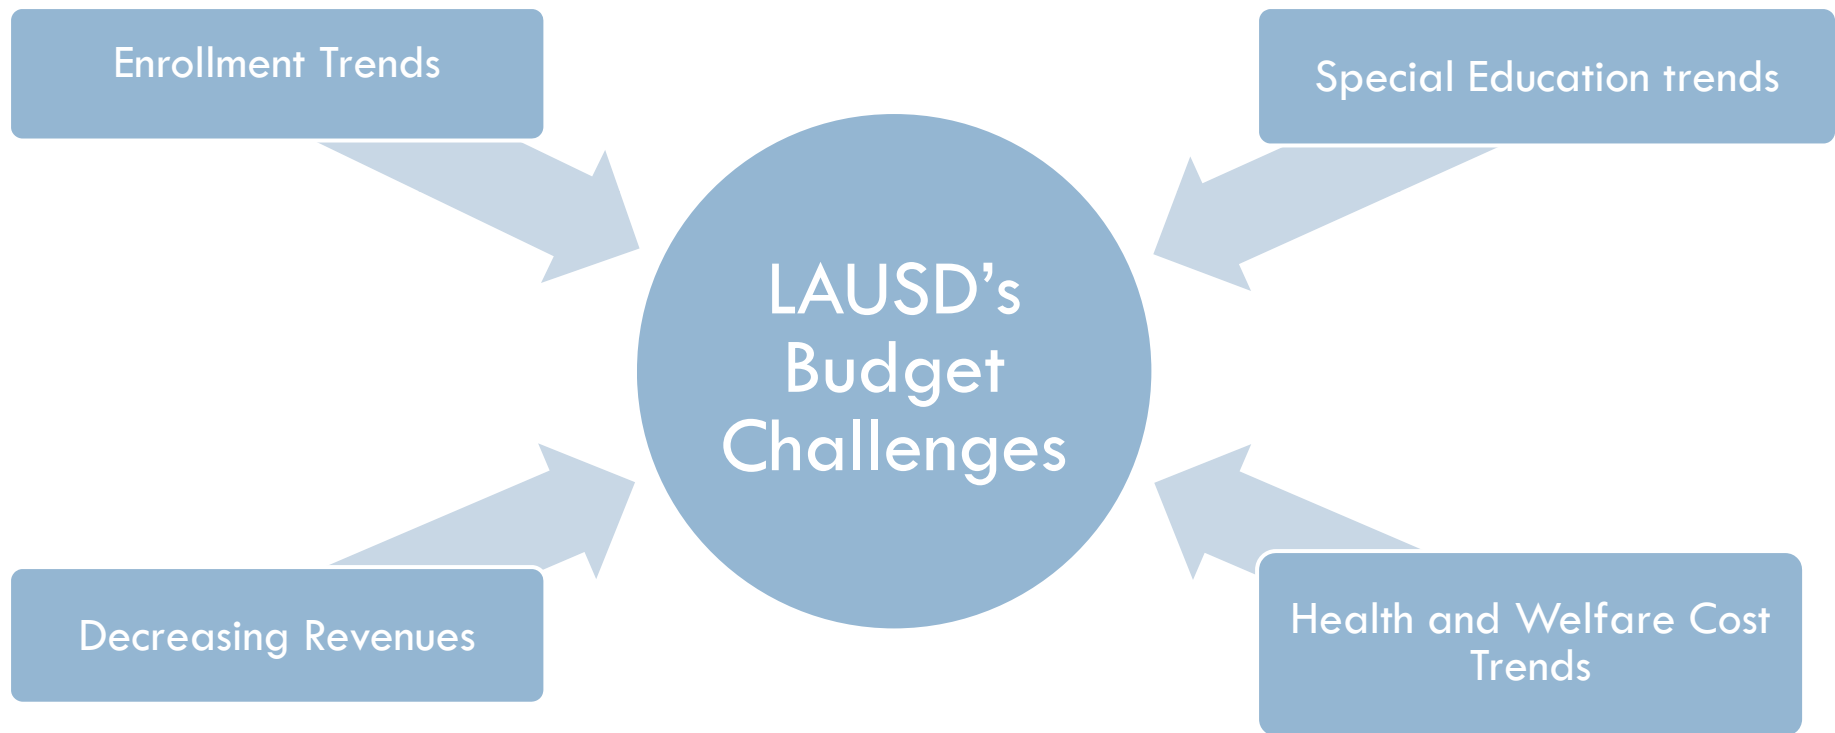 Enrollment Trends
Special Education trends
LAUSD’s
Budget
Challenges
Decreasing Revenues
Health and Welfare Cost
Trends